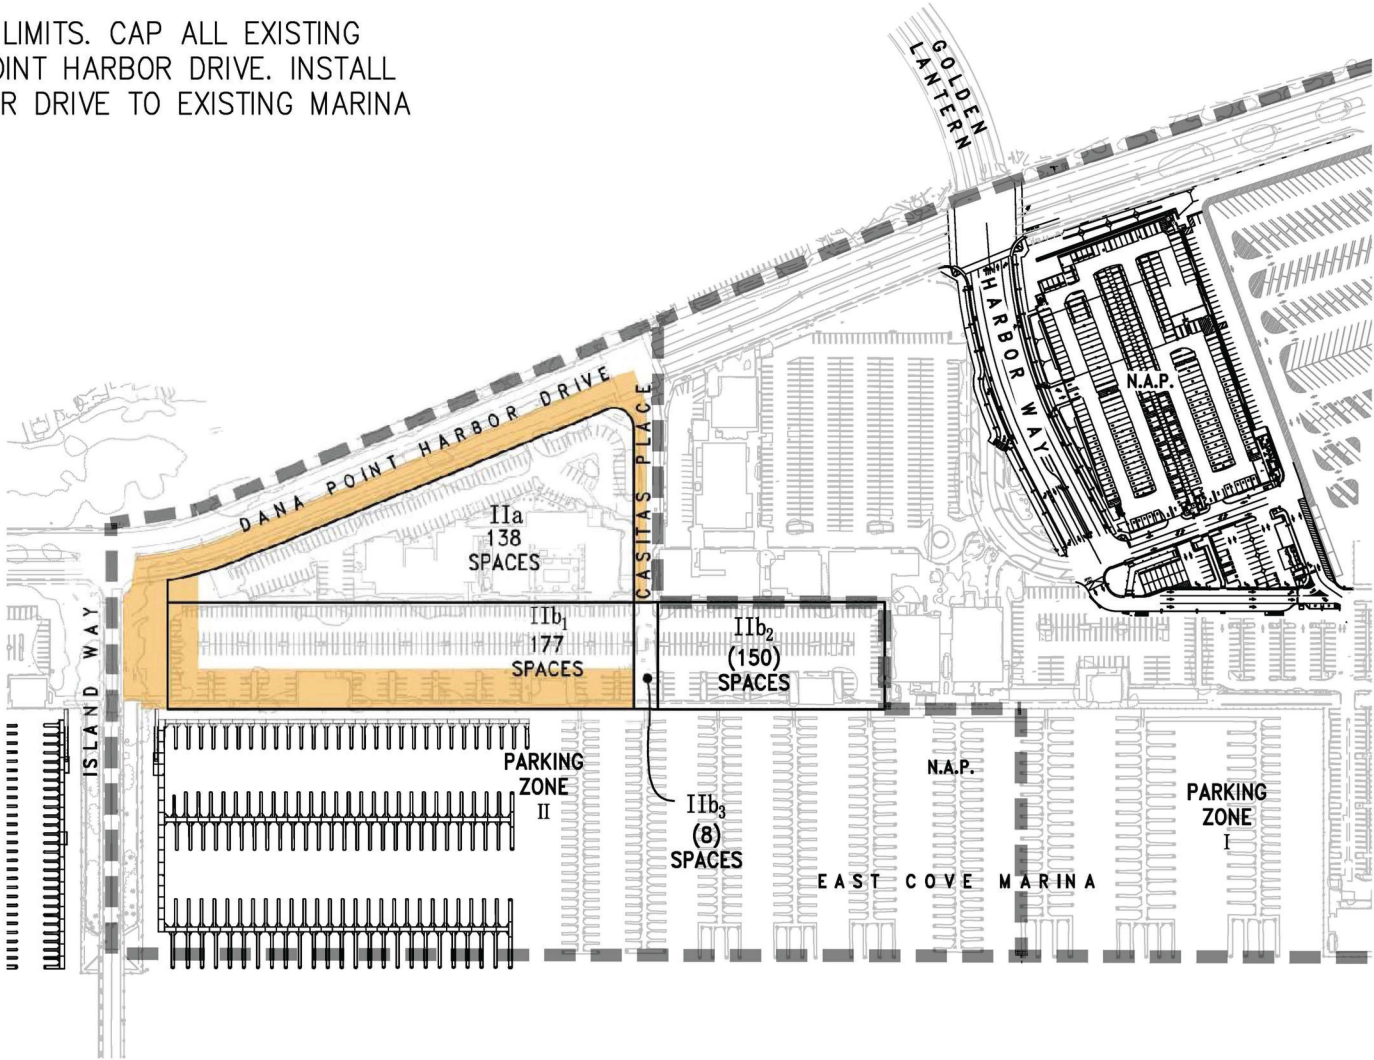 LIMITS. CAP ALL EXISTING
OINT HARBOR DRIVE. INSTALL
R DRIVE TO EXISTING MARINA
GOLDEN
LANTERN
HARBOR WAY
N.A.P.
DANA POINT HARBOR DRIVE
CASITAS PLACE
IIa
138
SPACES
IIb1
177
SPACES
IIb2
(150)
SPACES
ISLAND WAY
PARKING
ZONE
II
IIb3
(8)
SPACES
N.A.P.
PARKING
ZONE
I
EAST COVE MARINA